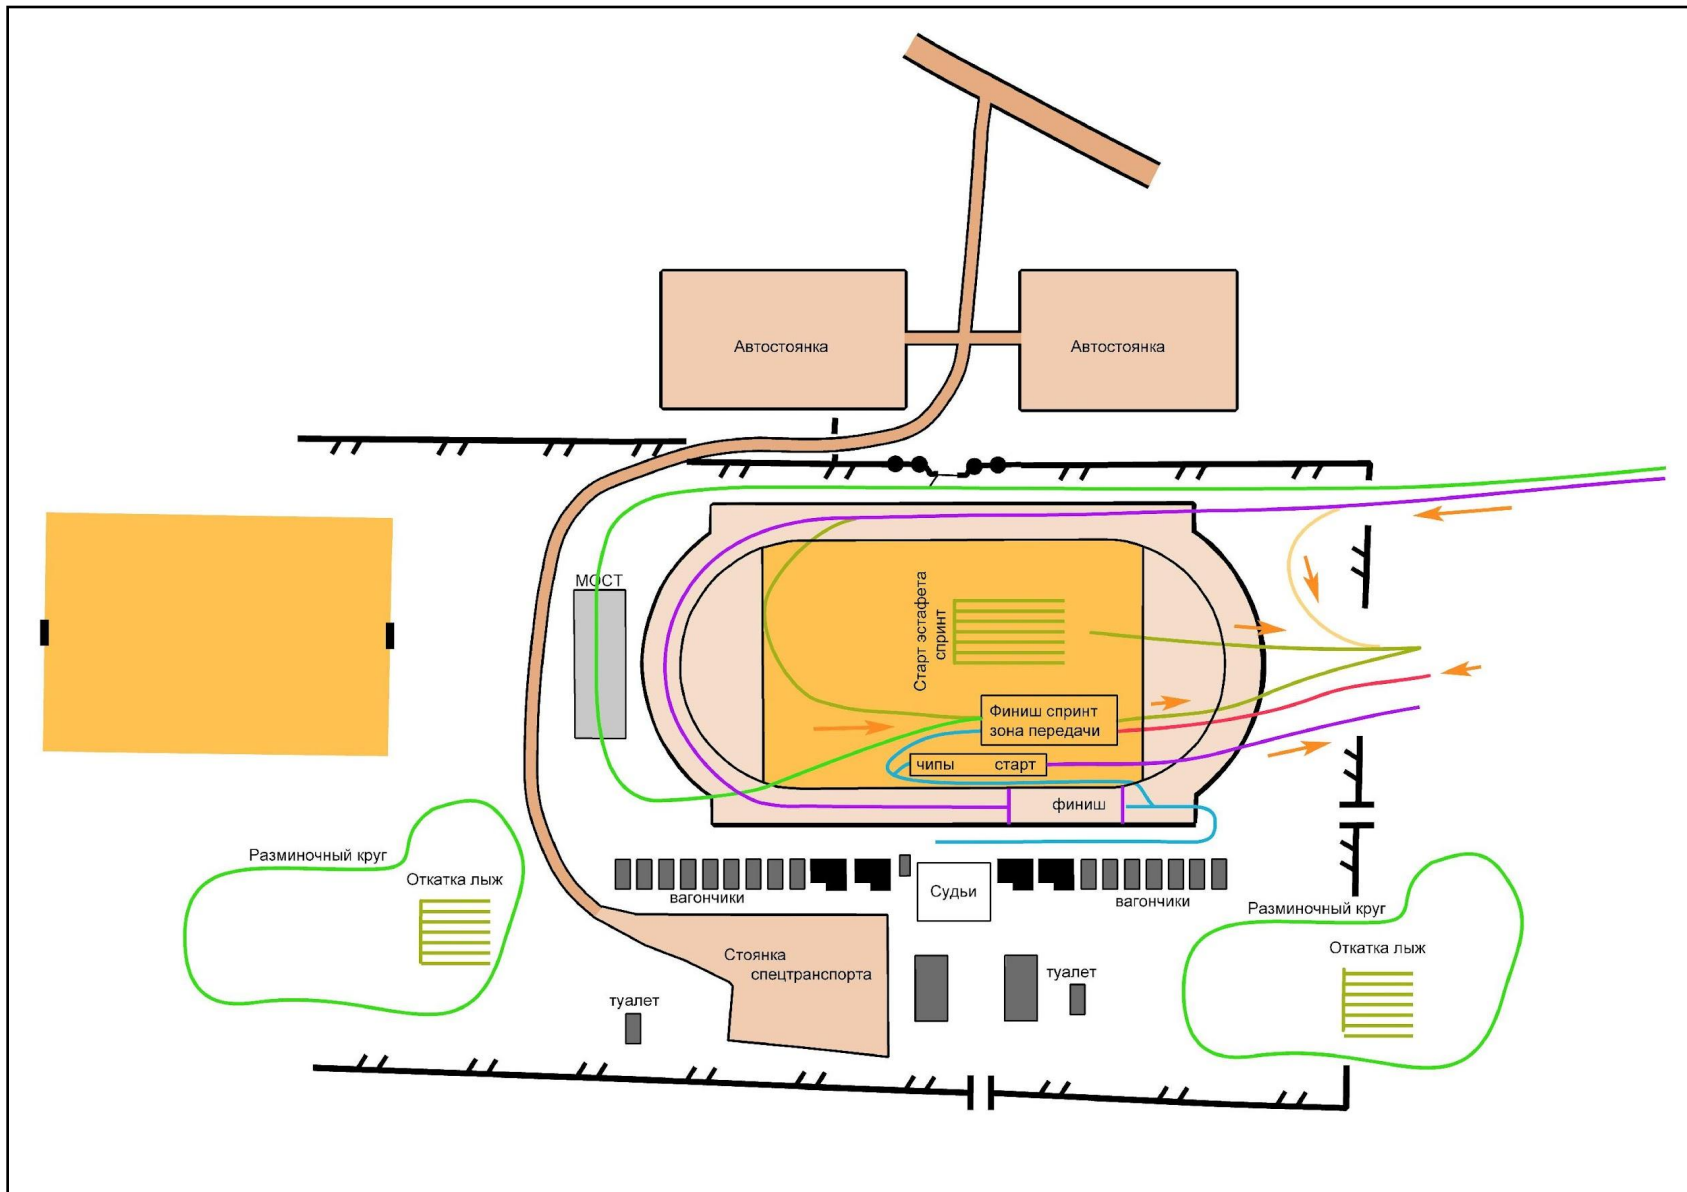 Автостоянка
Автостоянка
МОСТ
Старт эстафета
спринт
Финиш спринт
зона передачи
чипы старт
финиш
Разминочный круг
Откатка лыж
вагончики
Судьи
вагончики
Разминочный круг
Откатка лыж
Стоянка
спецтранспорта
туалет
туалет